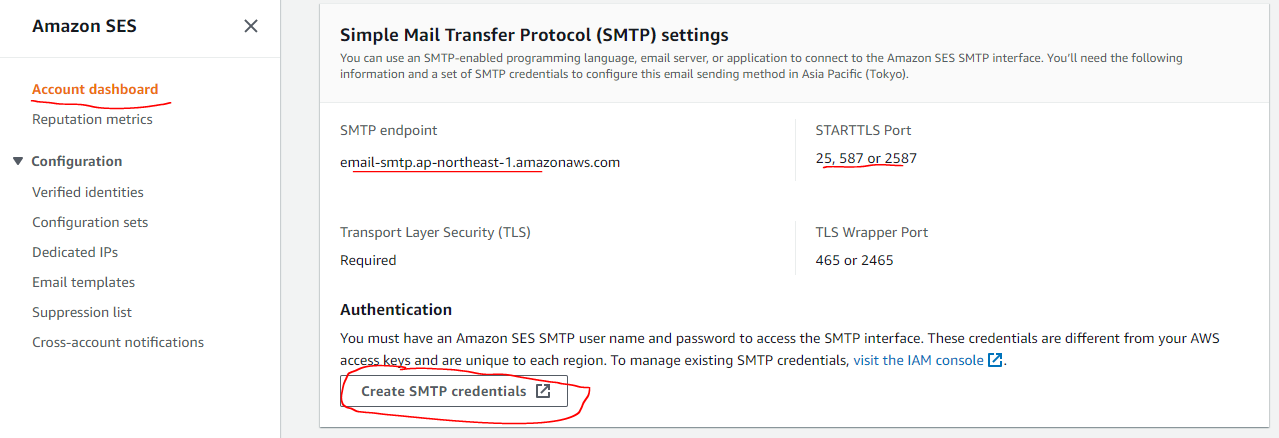 Amazon SES
Account dashboard
Reputation metrics
Configuration
Verified identities
Configuration sets
Dedicated IPs
Email templates
Suppression list
Cross-account notifications
Simple Mail Transfer Protocol (SMTP) settings
You can use an SMTP-enabled programming language, email server, or application to connect to the Amazon SES SMTP interface. You'll need the following
information and a set of SMTP credentials to configure this email sending method in Asia Pacific (Tokyo).
SMTP endpoint
email-smtp.ap-northeast-1.amazonaws.com
STARTTLS Port
25, 587 or 2587
Transport Layer Security (TLS)
Required
TLS Wrapper Port
465 or 2465
Authentication
You must have an Amazon SES SMTP user name and password to access the SMTP interface. These credentials are different from your AWS
access keys and are unique to each region. To manage existing SMTP credentials, visit the IAM console.
Create SMTP credentials